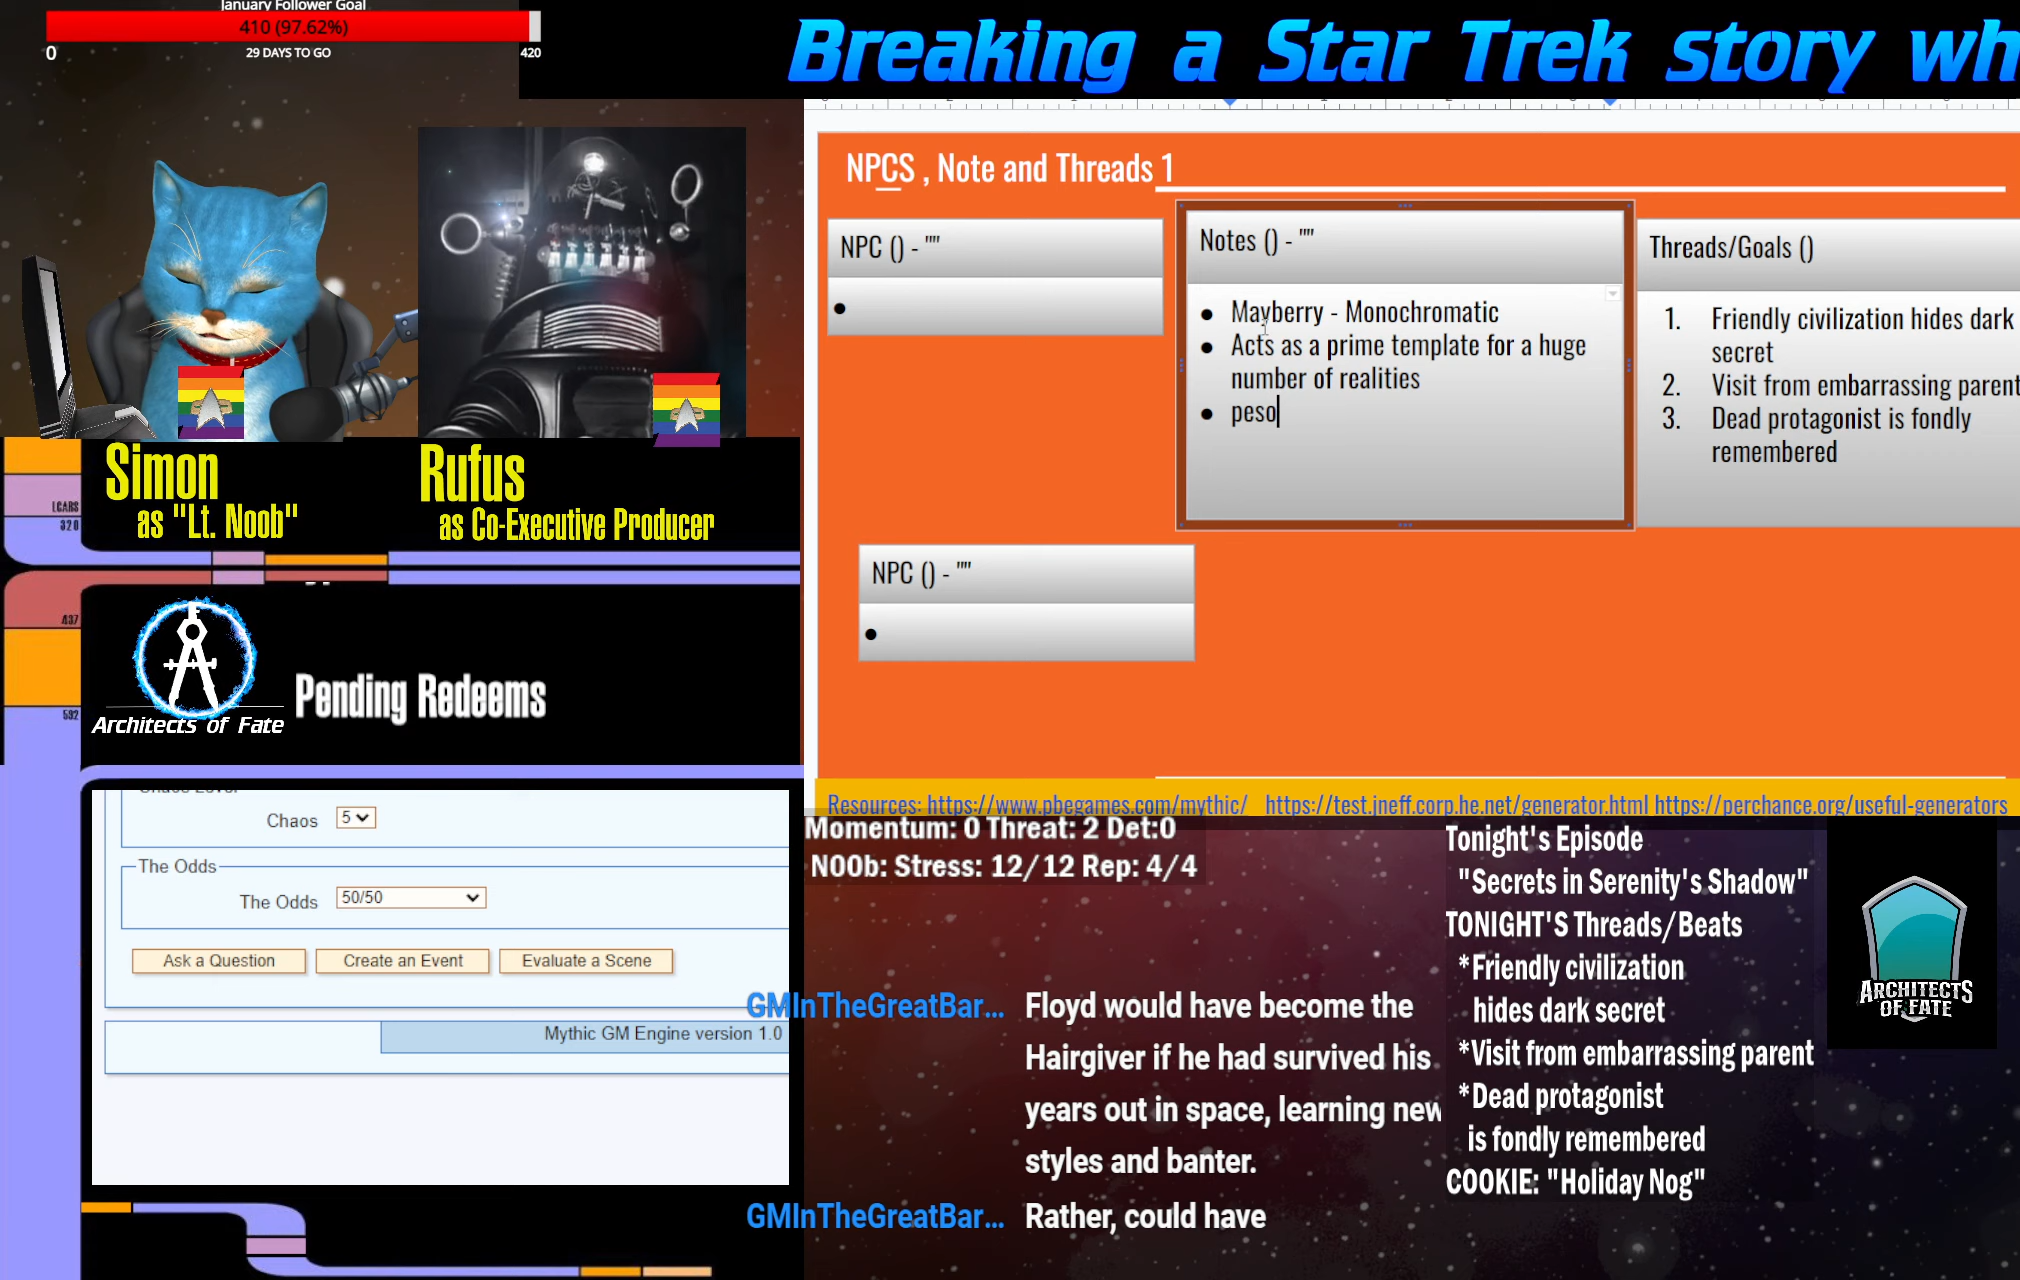 January Follower Goal
410 (97.62%)
0
29 DAYS TO GO
420
Breaking a Star Trek story wh
NPCS , Note and Threads 1
NPC () - ""
Notes () - ""
Mayberry - Monochromatic
Acts as a prime template for a huge
number of realities
peso
Threads/Goals ()
1. Friendly civilization hides dark
secret
2. Visit from embarrassing parent
3. Dead protagonist is fondly
remembered
NPC () - ""
Simon
as "Lt. Noob"
Rufus
as Co-Executive Producer
LCARS
320
437
592
Architects of Fate
Pending Redeems
Chaos Level
Chaos 5
The Odds
The Odds 50/50
Ask a Question
Create an Event
Evaluate a Scene
Mythic GM Engine version 1.0
Resources: https://www.pbegames.com/mythic/ https://test.jneff.corp.he.net/generator.html https://perchance.org/useful-generators
Momentum: 0 Threat: 2 Det:0
N00b: Stress: 12/12 Rep: 4/4
GMInTheGreatBar... Floyd would have become the
Hairgiver if he had survived his
years out in space, learning new
styles and banter.
GMInTheGreatBar... Rather, could have
Tonight's Episode
"Secrets in Serenity's Shadow"
TONIGHT'S Threads/Beats
*Friendly civilization
hides dark secret
*Visit from embarrassing parent
*Dead protagonist
is fondly remembered
COOKIE: "Holiday Nog"
ARCHITECTS
OF FATE